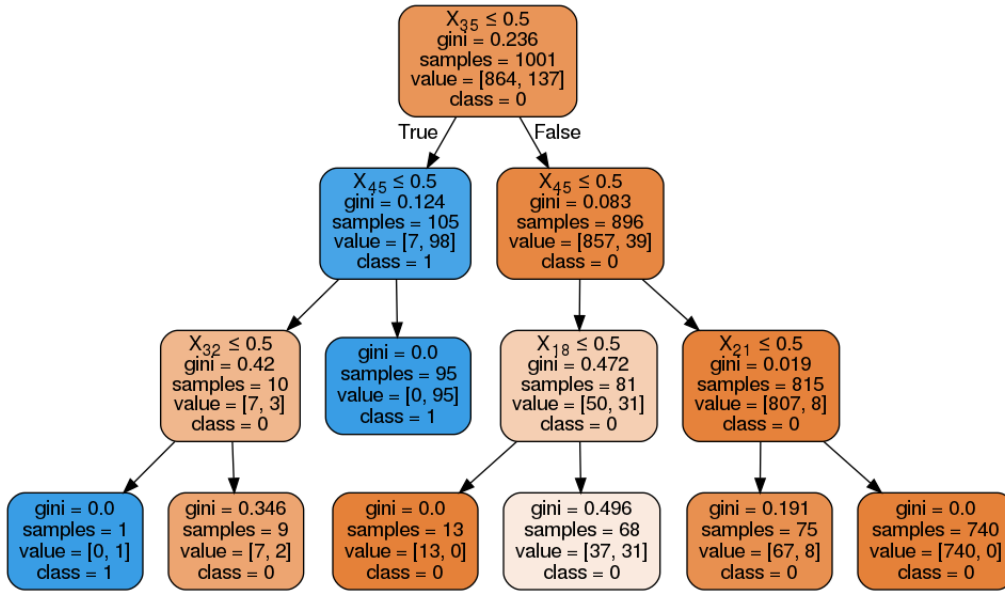 X35 ≤ 0.5
gini = 0.236
samples = 1001
value = [864, 137]
class = 0
True
False
X45 ≤ 0.5
gini = 0.124
samples = 105
value = [7, 98]
class = 1
X45 ≤ 0.5
gini = 0.083
samples = 896
value = [857, 39]
class = 0
X32 ≤ 0.5
gini = 0.42
samples = 10
value = [7, 3]
class = 0
gini = 0.0
samples = 95
value = [0, 95]
class = 1
X18 ≤ 0.5
gini = 0.472
samples = 81
value = [50, 31]
class = 0
X21 ≤ 0.5
gini = 0.019
samples = 815
value = [807, 8]
class = 0
gini = 0.0
samples = 1
value = [0, 1]
class = 1
gini = 0.346
samples = 9
value = [7, 2]
class = 0
gini = 0.0
samples = 13
value = [13, 0]
class = 0
gini = 0.496
samples = 68
value = [37, 31]
class = 0
gini = 0.191
samples = 75
value = [67, 8]
class = 0
gini = 0.0
samples = 740
value = [740, 0]
class = 0